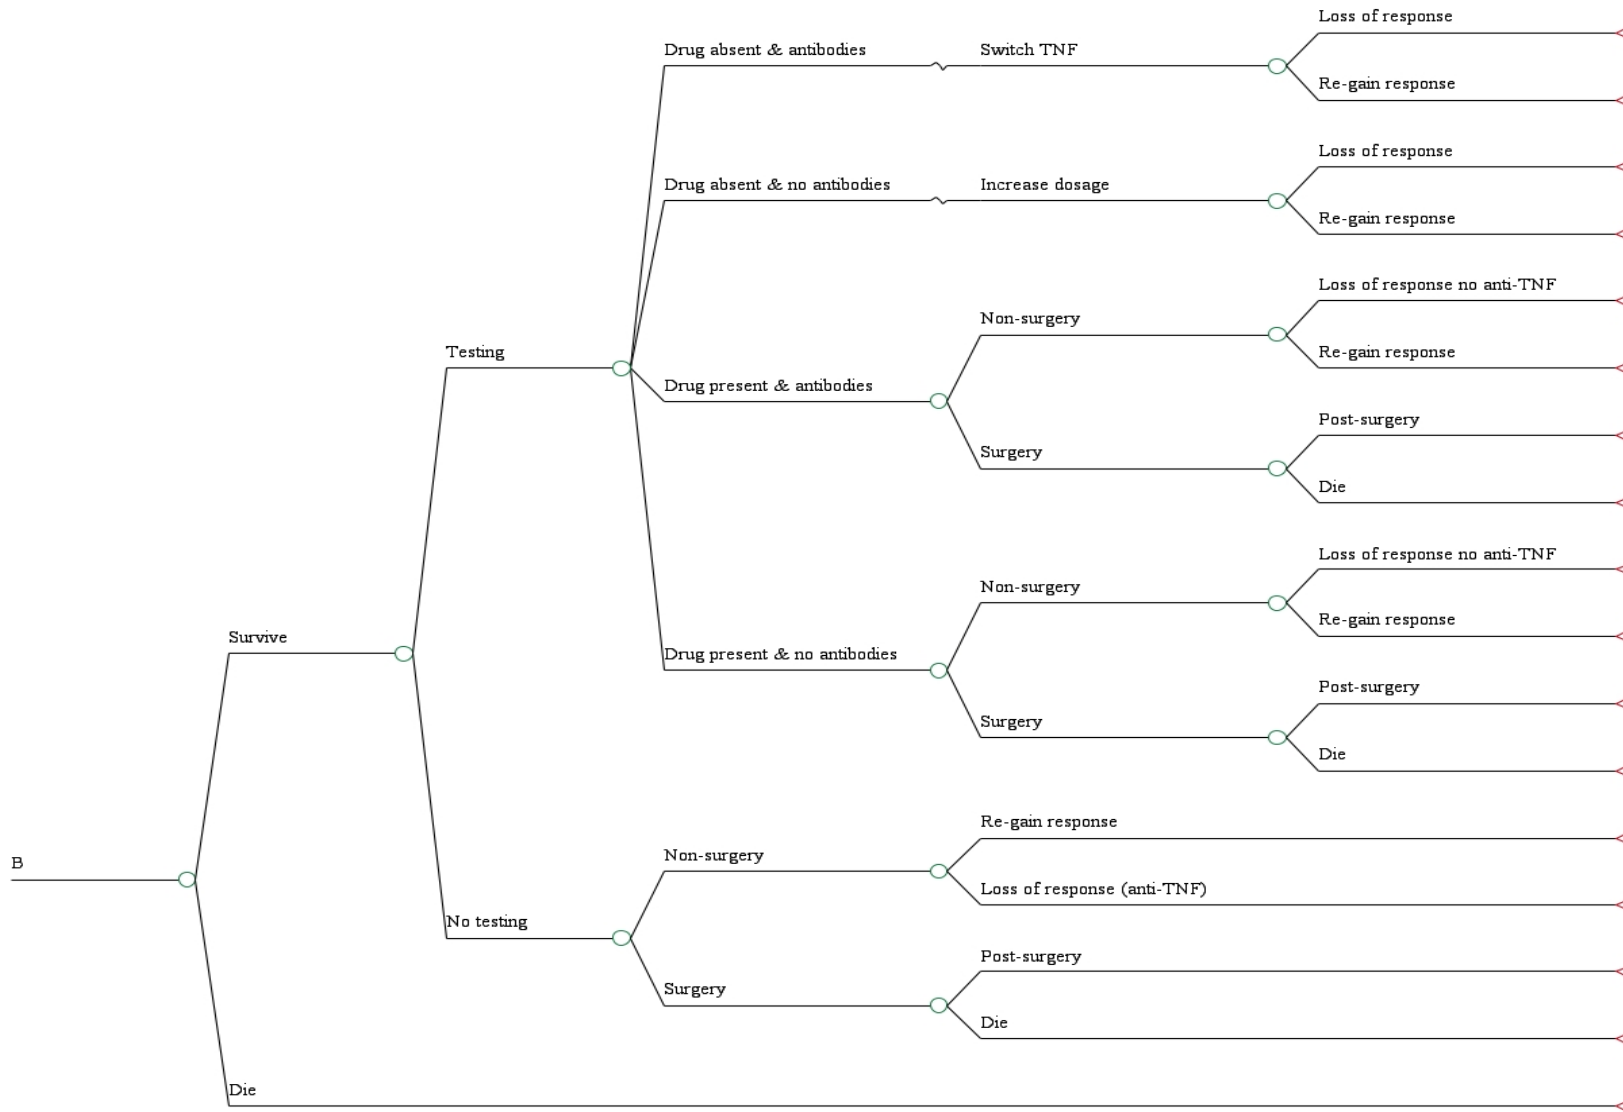 Loss of response
Drug absent & antibodies
Switch TNF
Re-gain response
Loss of response
Drug absent & no antibodies
Increase dosage
Re-gain response
Loss of response no anti-TNF
Non-surgery
Testing
Re-gain response
Drug present & antibodies
Post-surgery
Surgery
Die
Loss of response no anti-TNF
Non-surgery
Re-gain response
Survive
Drug present & no antibodies
Post-surgery
Surgery
Die
Re-gain response
B
Non-surgery
Loss of response (anti-TNF)
No testing
Post-surgery
Surgery
Die
Die